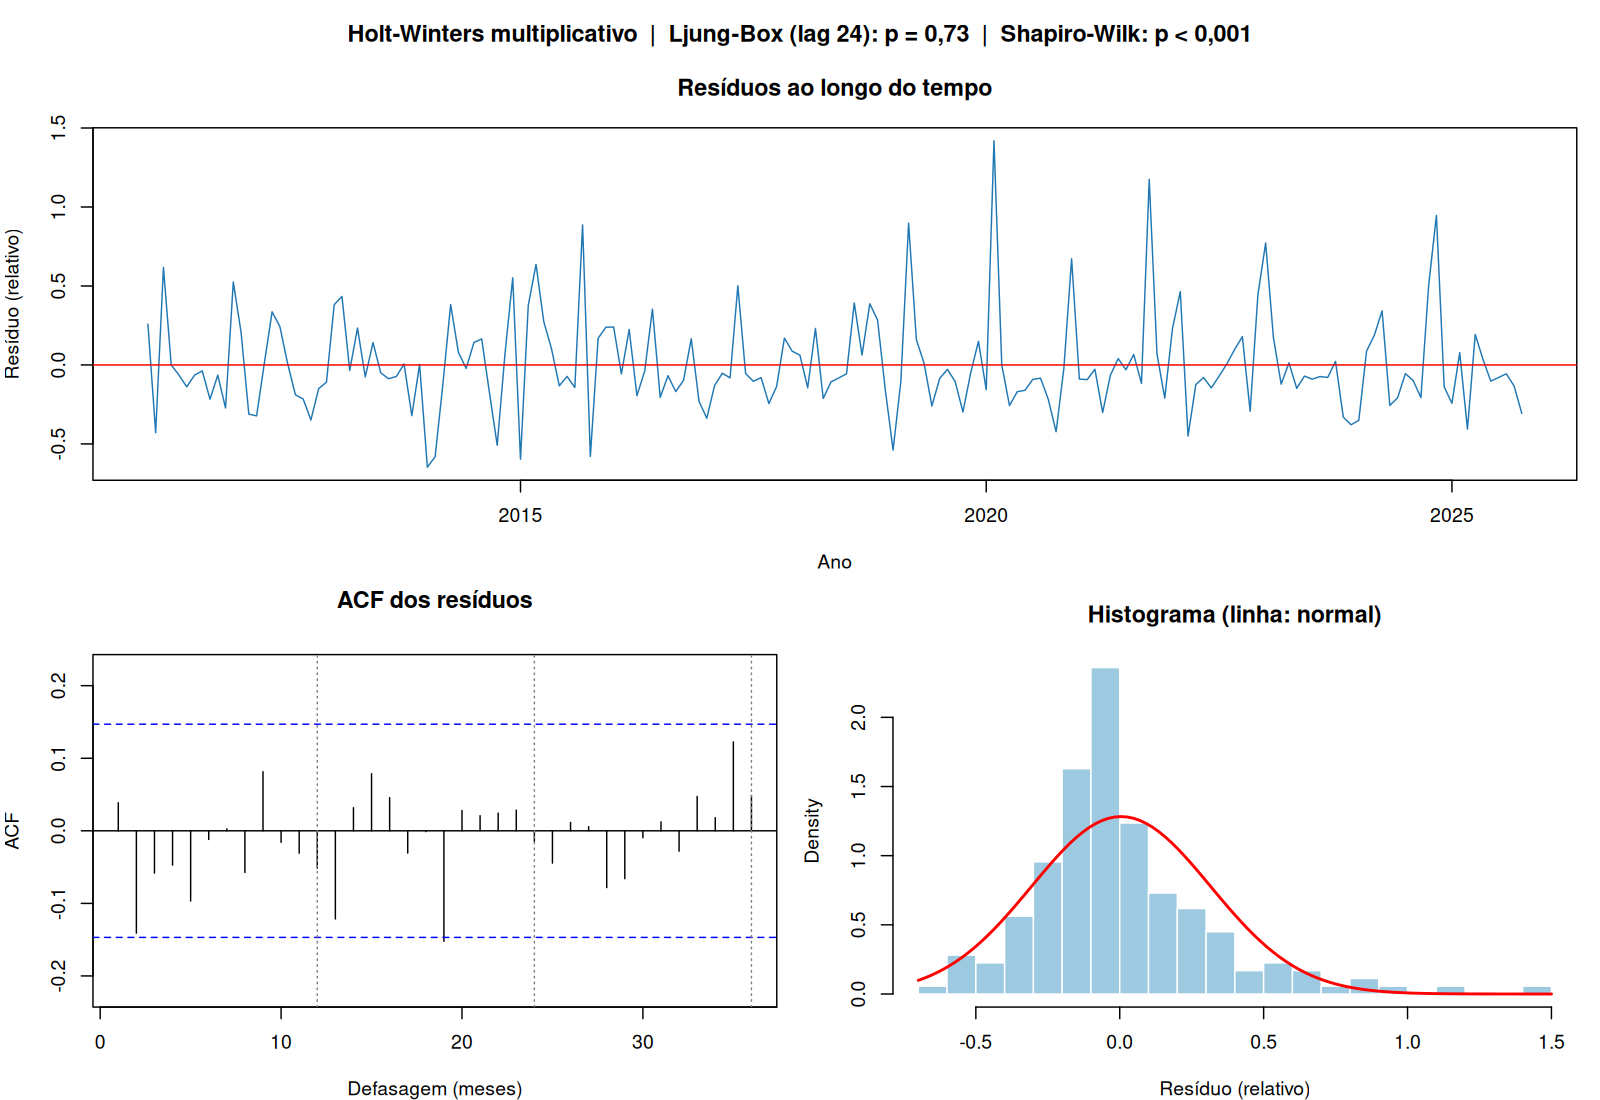 Holt-Winters multiplicativo | Ljung-Box (lag 24): p = 0,73 | Shapiro-Wilk: p < 0,001
Resíduos ao longo do tempo
Resíduo (relativo)
1.5
1.0
0.5
0.0
-0.5
2015 2020 2025
Ano
ACF dos resíduos
ACF
0.2
0.1
0.0
-0.1
-0.2
0 10 20 30
Defasagem (meses)
Histograma (linha: normal)
Density
2.0
1.5
1.0
0.5
0.0
-0.5 0.0 0.5 1.0 1.5
Resíduo (relativo)